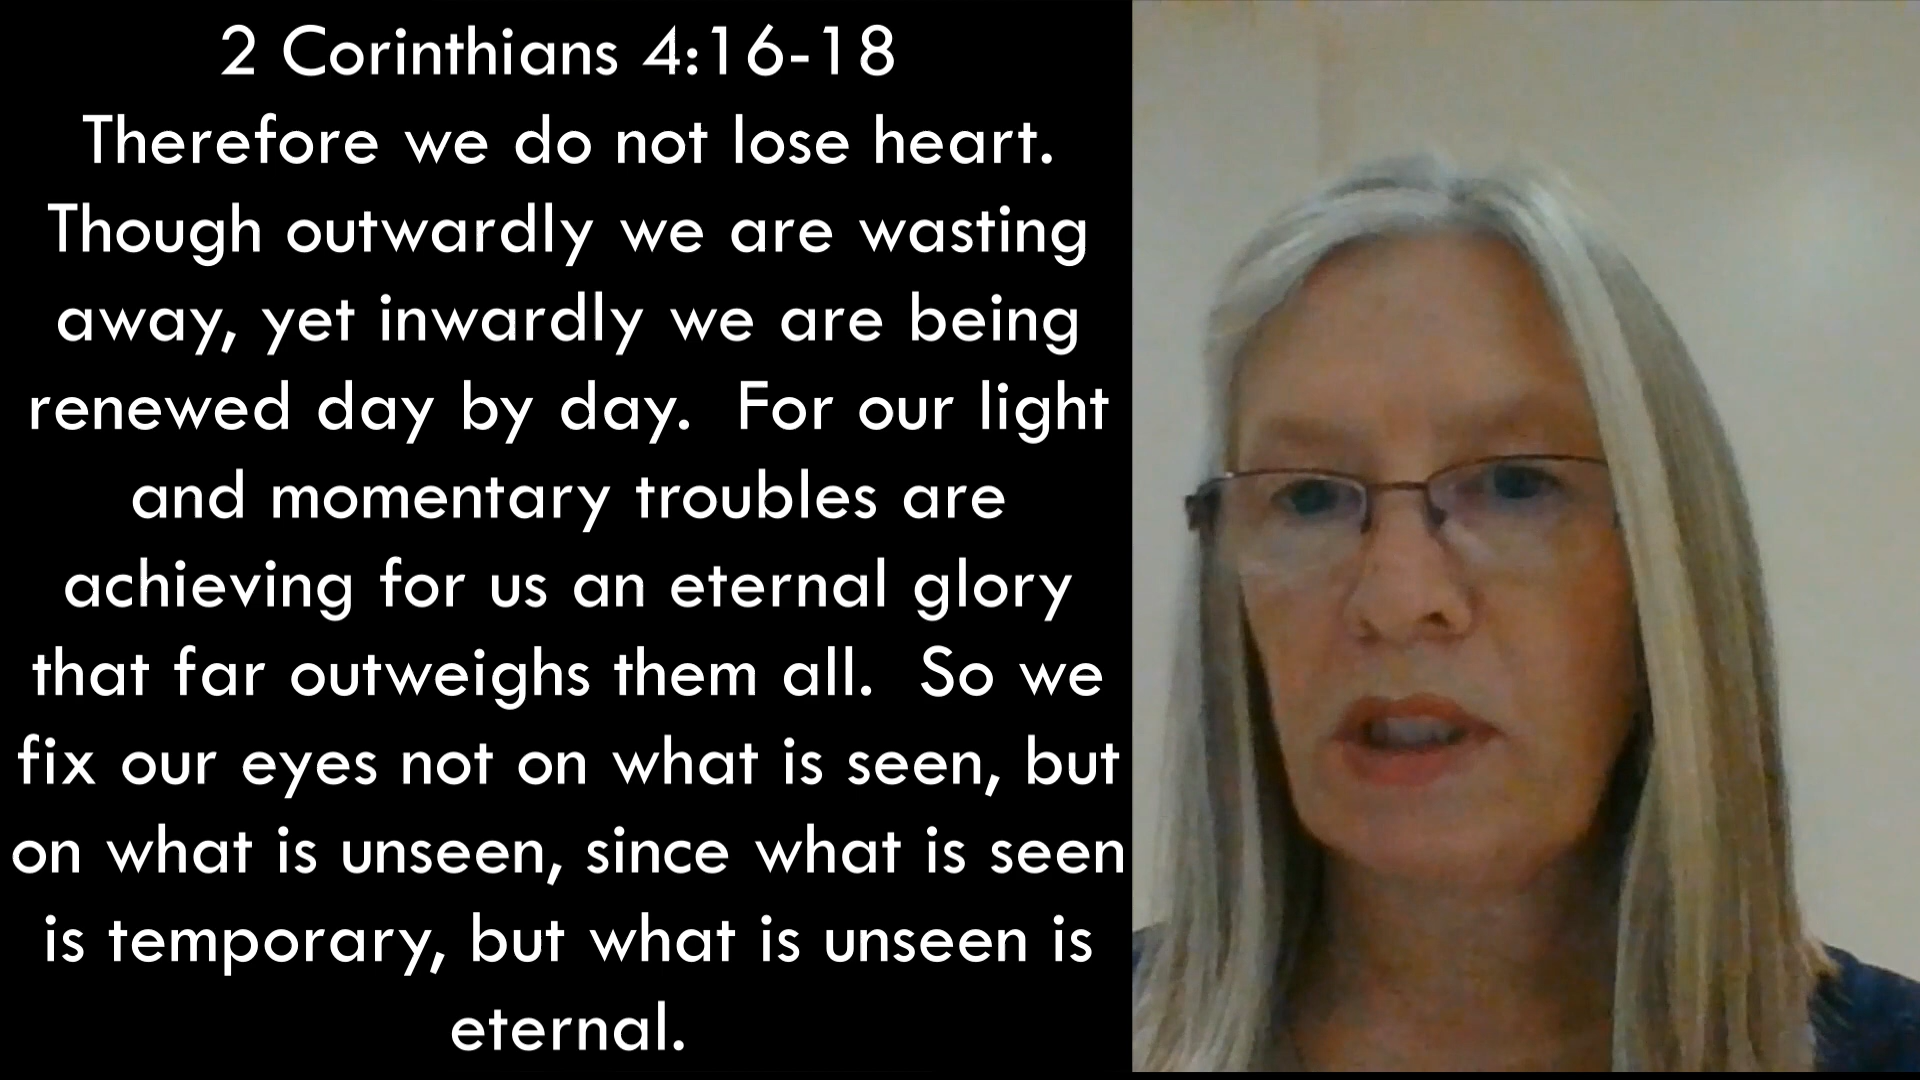 2 Corinthians 4:16-18
Therefore we do not lose heart.
Though outwardly we are wasting
away, yet inwardly we are being
renewed day by day.  For our light
and momentary troubles are
achieving for us an eternal glory
that far outweighs them all.  So we
fix our eyes not on what is seen, but
on what is unseen, since what is seen
is temporary, but what is unseen is
eternal.